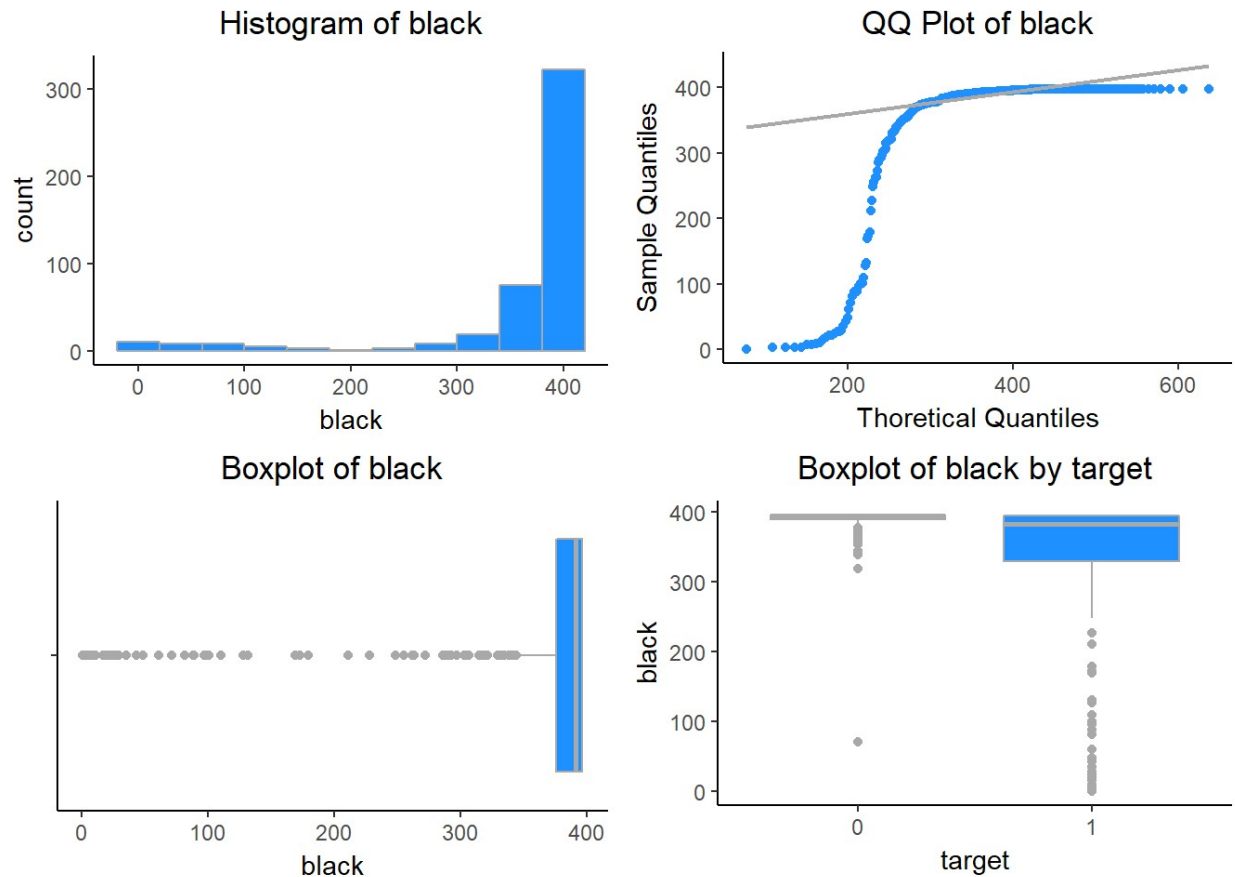 Histogram of black
count
300
200
100
0
0 100 200 300 400
black
QQ Plot of black
Sample Quantiles
400
300
200
100
0
200 400 600
Thoretical Quantiles
Boxplot of black
0 100 200 300 400
black
Boxplot of black by target
black
400
300
200
100
0
0 1
target